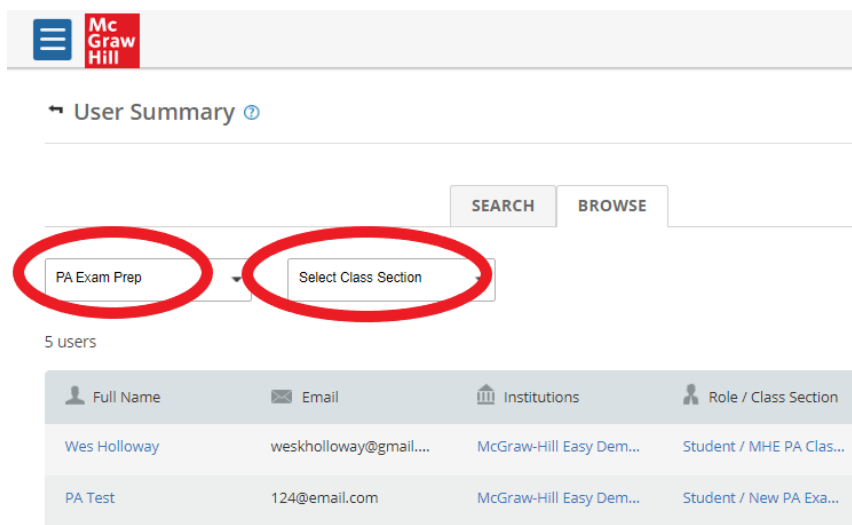 Mc
Graw
Hill
User Summary ?
SEARCH BROWSE
PA Exam Prep Select Class Section
5 users
Full Name Email Institutions Role / Class Section
Wes Holloway weskholloway@gmail.... McGraw-Hill Easy Dem... Student / MHE PA Clas...
PA Test 124@email.com McGraw-Hill Easy Dem... Student / New PA Exa...